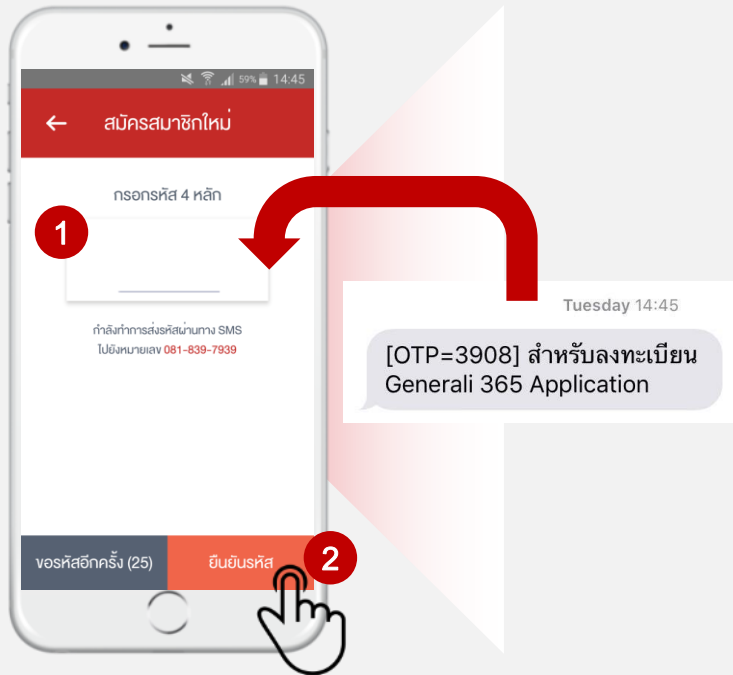 59% 14:45
สมัครสมาชิกใหม่
กรอกรหัส 4 หลัก
1
กำลังทำการส่งรหัสผ่านทาง SMS
ไปยังหมายเลข 081-839-7939
Tuesday 14:45
[OTP=3908] สำหรับลงทะเบียน
Generali 365 Application
ขอรหัสอีกครั้ง (25)
ยืนยันรหัส
2